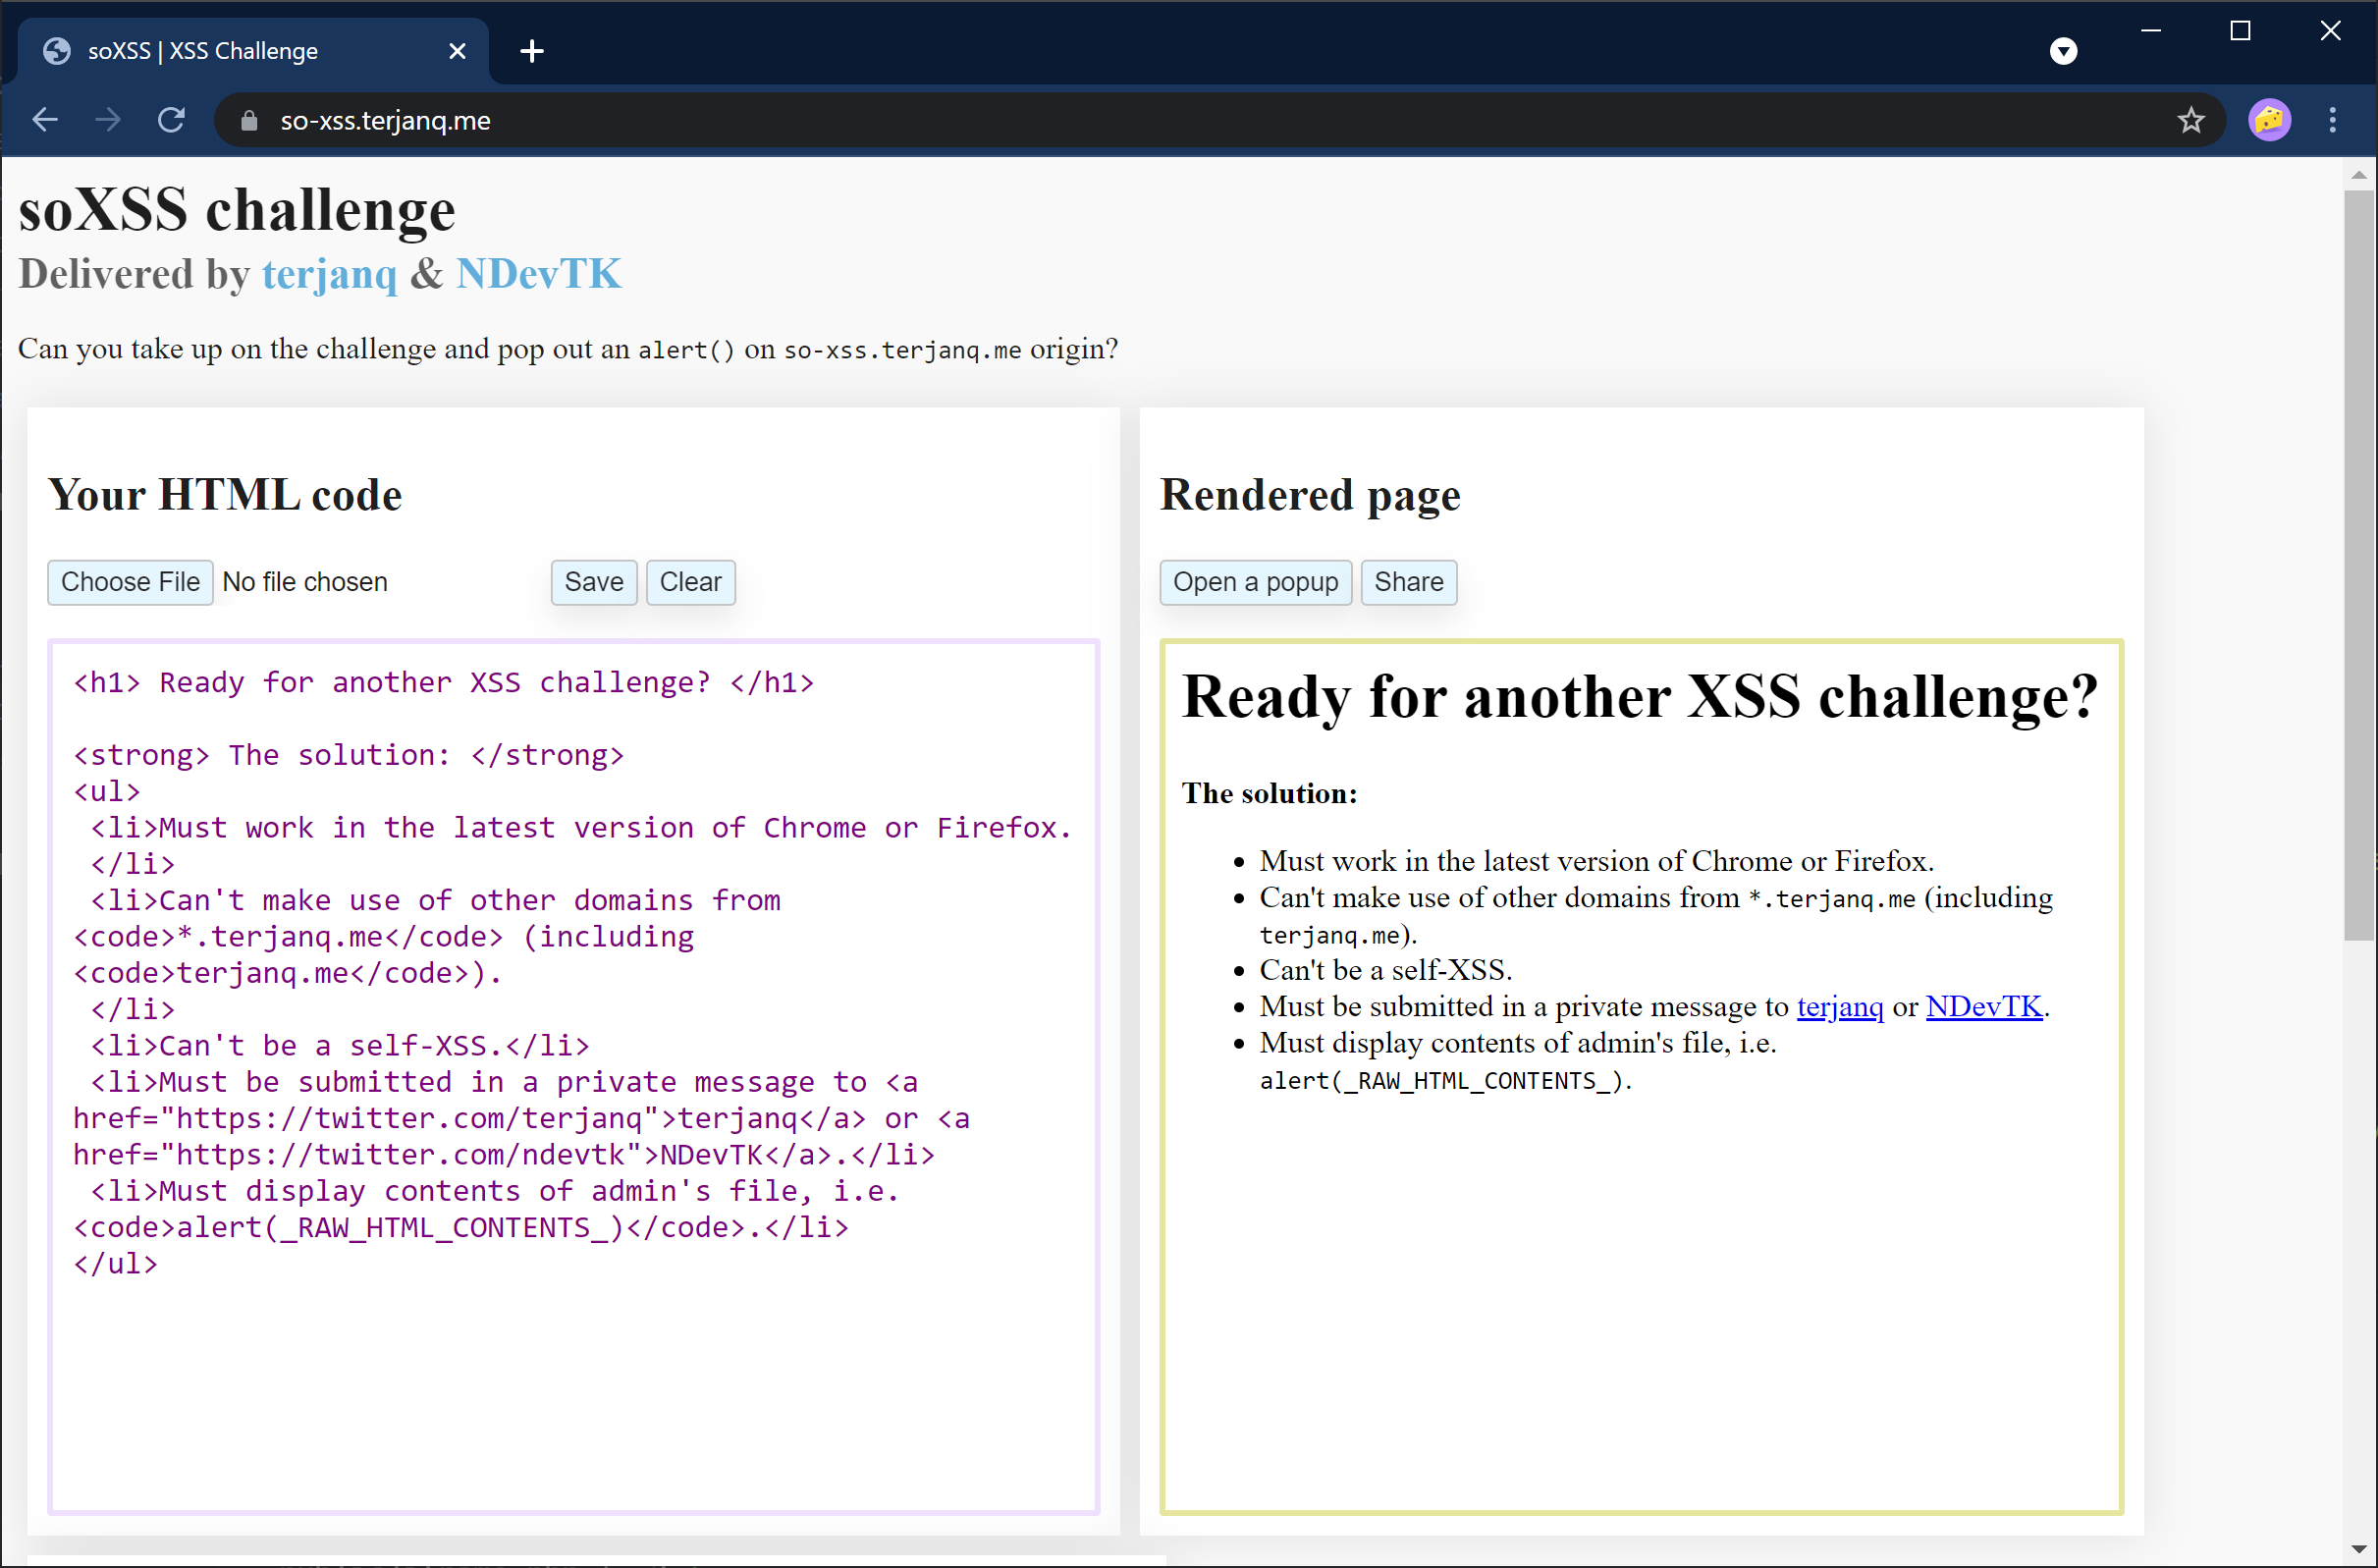 soXSS | XSS Challenge
so-xss.terjanq.me
soXSS challenge
Delivered by terjanq & NDevTK
Can you take up on the challenge and pop out an alert() on so-xss.terjanq.me origin?
Your HTML code
Choose File No file chosen Save Clear
<h1> Ready for another XSS challenge? </h1>
<strong> The solution: </strong>
<ul>
<li>Must work in the latest version of Chrome or Firefox.
</li>
<li>Can't make use of other domains from
<code>*.terjanq.me</code> (including
<code>terjanq.me</code>).
</li>
<li>Can't be a self-XSS.</li>
<li>Must be submitted in a private message to <a
href="https://twitter.com/terjanq">terjanq</a> or <a
href="https://twitter.com/ndevtk">NDevTK</a>.</li>
<li>Must display contents of admin's file, i.e.
<code>alert(_RAW_HTML_CONTENTS_)</code>.</li>
</ul>
Rendered page
Open a popup Share
Ready for another XSS challenge?
The solution:
• Must work in the latest version of Chrome or Firefox.
• Can't make use of other domains from *.terjanq.me (including
terjanq.me).
• Can't be a self-XSS.
• Must be submitted in a private message to terjanq or NDevTK.
• Must display contents of admin's file, i.e.
alert(_RAW_HTML_CONTENTS_).